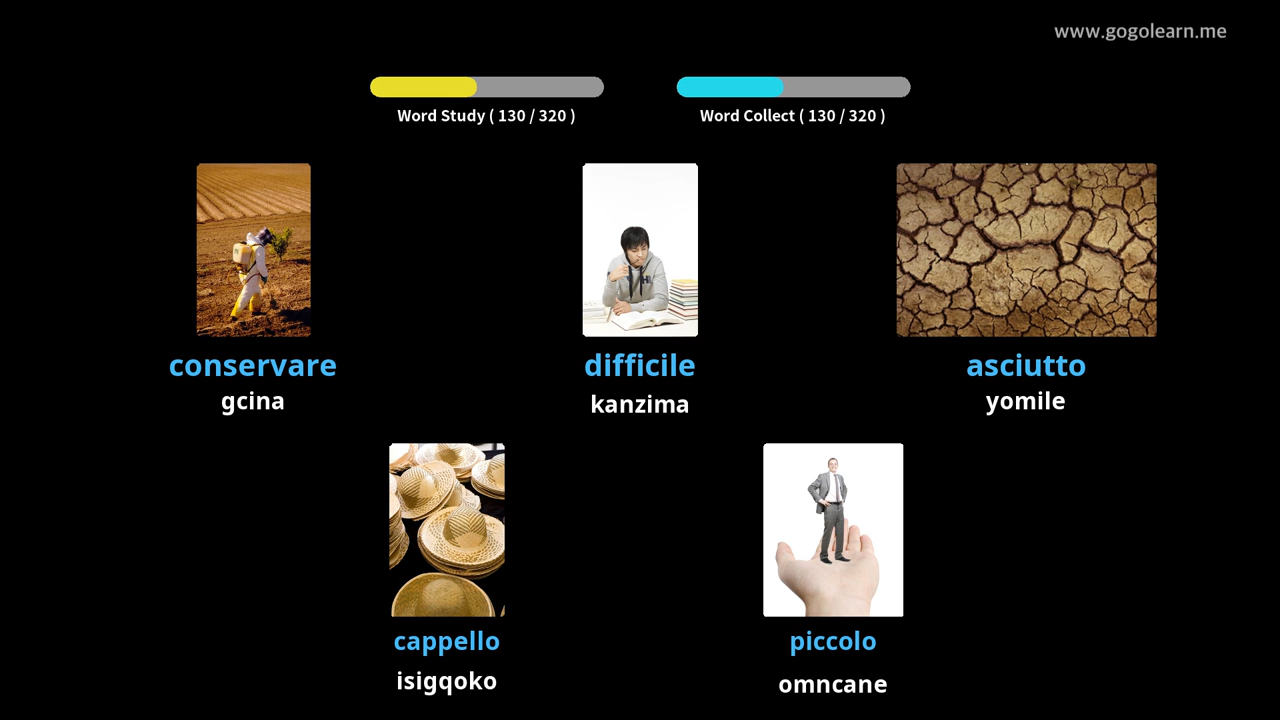 www.gogolearn.me
Word Study ( 130 / 320 )
Word Collect ( 130 / 320 )
conservare
gcina
difficile
kanzima
asciutto
yomile
cappello
isigqoko
piccolo
omncane